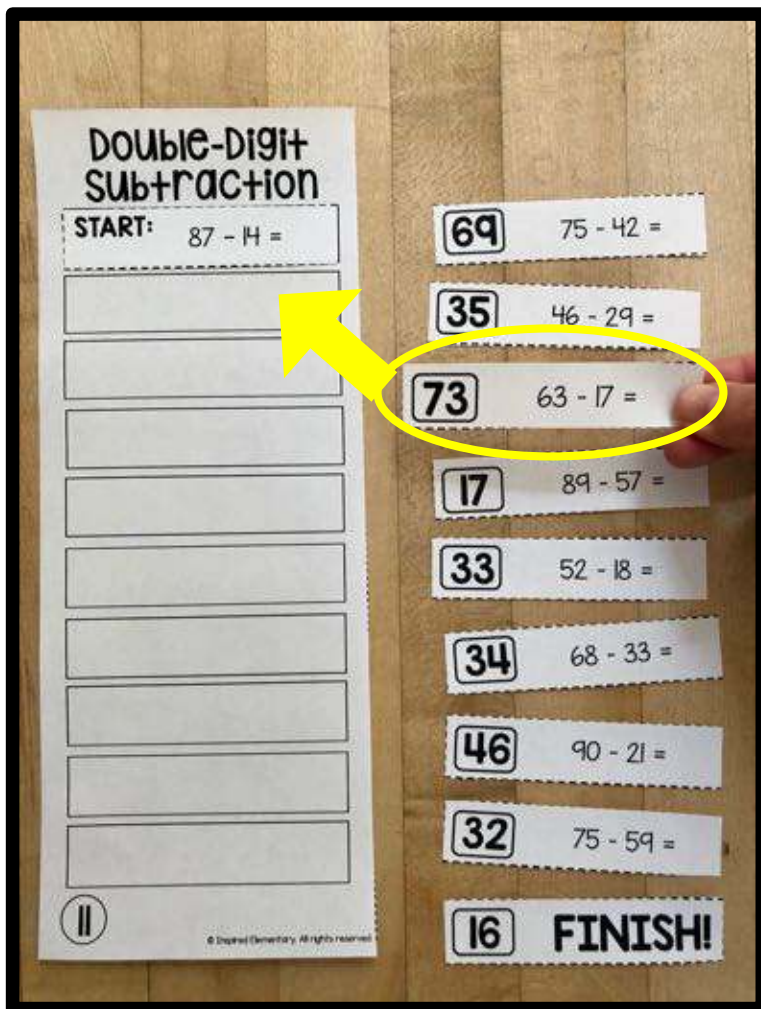 Double-Digit
Subtraction
START: 87 - 14 =
11
© Inspired Elementary. All rights reserved
69 75 - 42 =
35 46 - 29 =
73 63 - 17 =
17 89 - 57 =
33 52 - 18 =
34 68 - 33 =
46 90 - 21 =
32 75 - 59 =
16 FINISH!